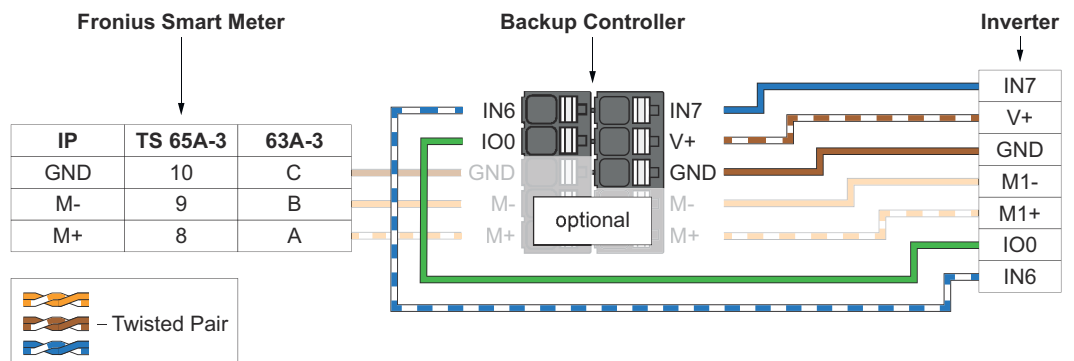 Fronius Smart Meter
Backup Controller
Inverter
IP TS 65A-3 63A-3
GND 10 C
M- 9 B
M+ 8 A
IN6
IO0
GND
M-
M+
optional
IN7
V+
GND
M-
M+
IN7
V+
GND
M1-
M1+
IO0
IN6
– Twisted Pair